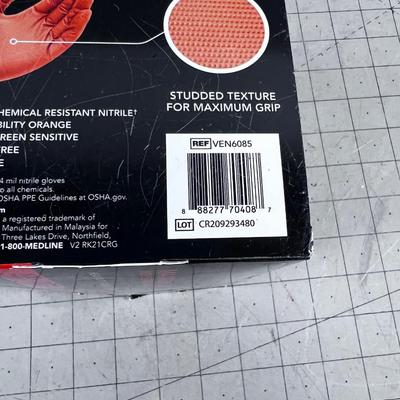 STUDDED TEXTURE
FOR MAXIMUM GRIP
CHEMICAL RESISTANT NITRILE†
BILITY ORANGE
REEN SENSITIVE
FREE
E
4 mil nitrile gloves
o all chemicals.
OSHA PPE Guidelines at OSHA.gov.
m
a registered trademark of
Manufactured in Malaysia for
Three Lakes Drive, Northfield,
1-800-MEDLINE V2 RK21CRG
REF VEN6085
8 88277 70408 7
LOT CR209293480